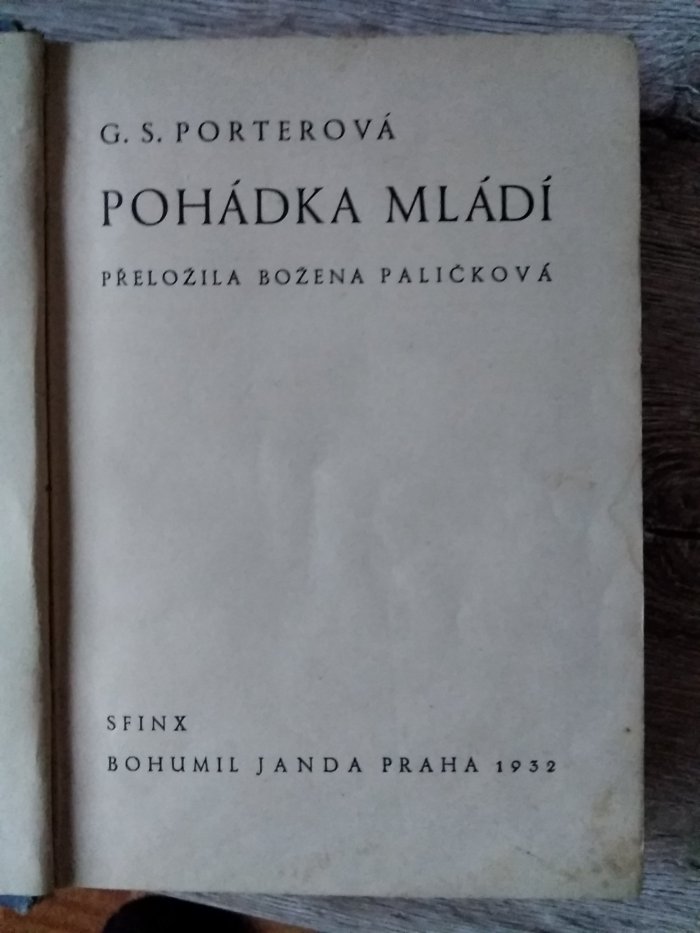 G. S. PORTEROVÁ
POHÁDKA MLÁDÍ
PŘELOŽILA BOŽENA PALIČKOVÁ
SFINX
BOHUMIL JANDA PRAHA 1932